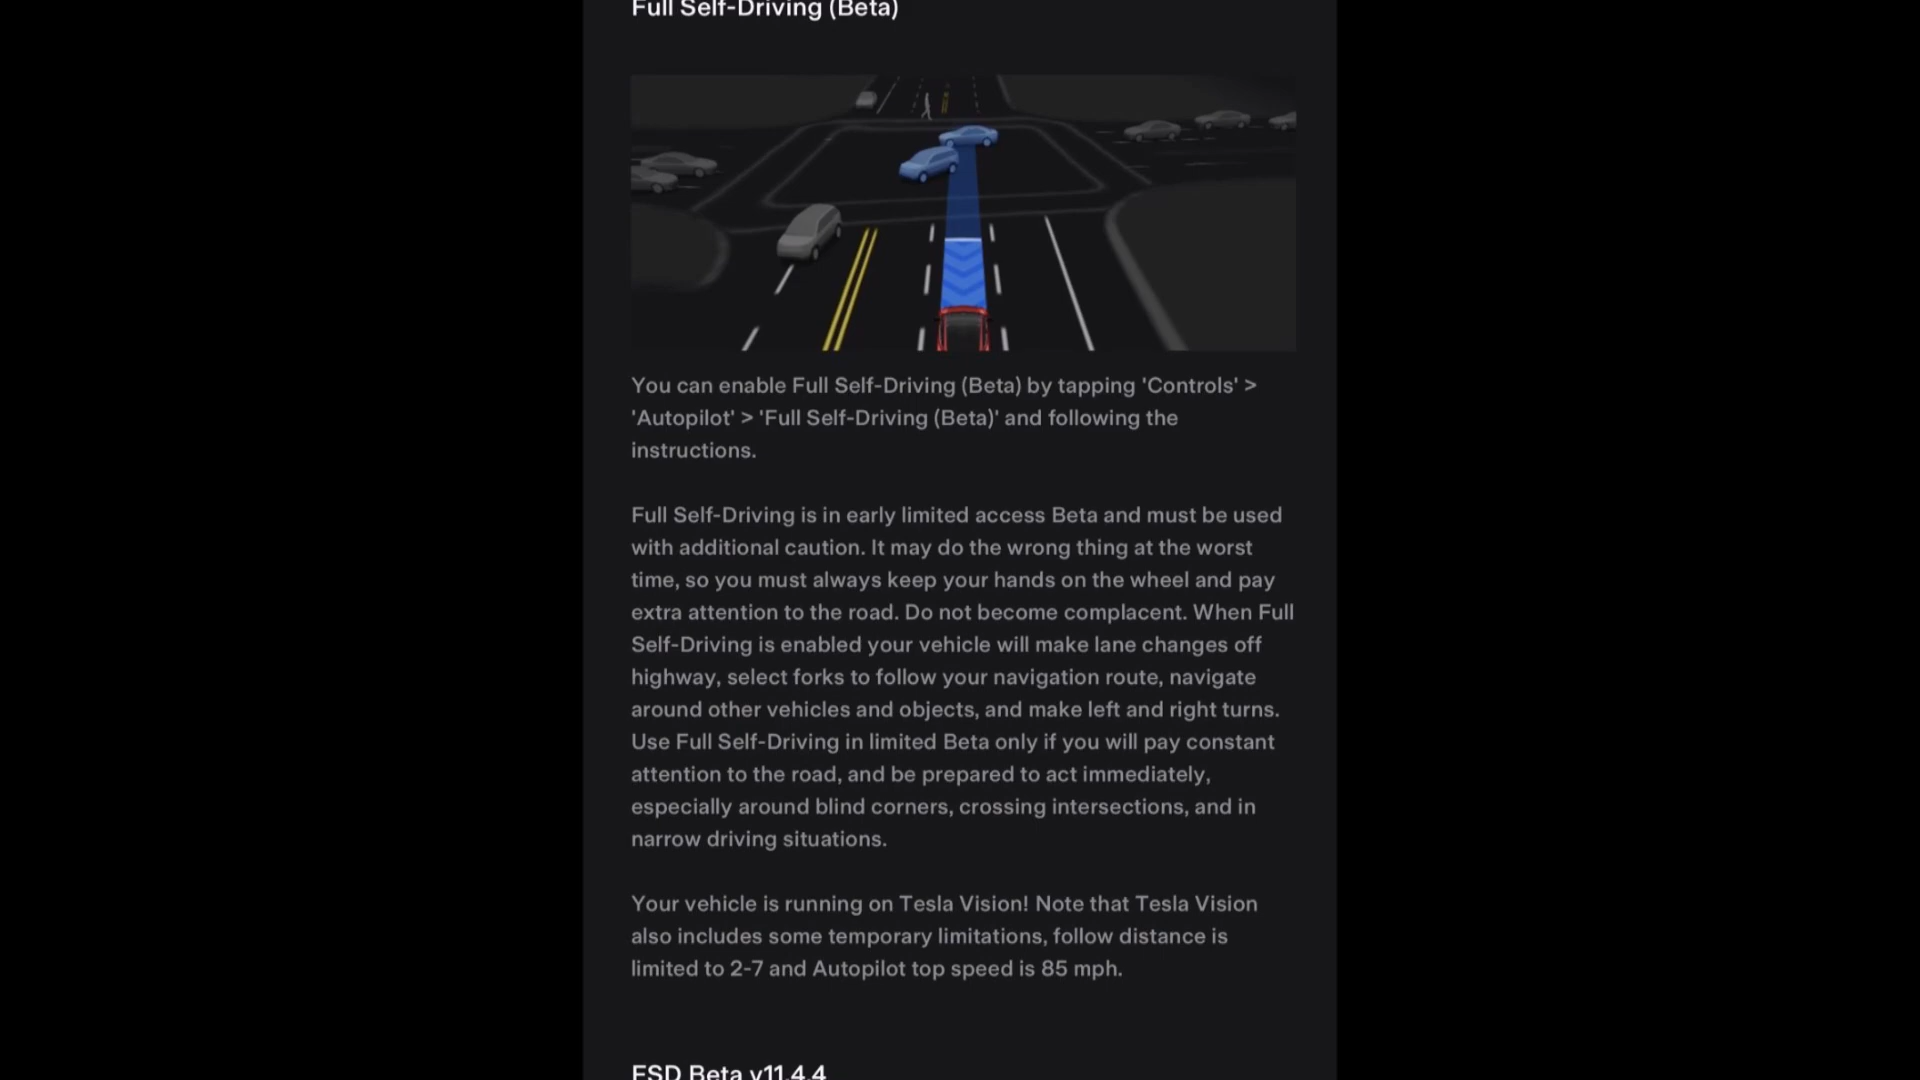 Full Self-Driving (Beta)
You can enable Full Self-Driving (Beta) by tapping 'Controls' >
'Autopilot' > 'Full Self-Driving (Beta)' and following the
instructions.
Full Self-Driving is in early limited access Beta and must be used
with additional caution. It may do the wrong thing at the worst
time, so you must always keep your hands on the wheel and pay
extra attention to the road. Do not become complacent. When Full
Self-Driving is enabled your vehicle will make lane changes off
highway, select forks to follow your navigation route, navigate
around other vehicles and objects, and make left and right turns.
Use Full Self-Driving in limited Beta only if you will pay constant
attention to the road, and be prepared to act immediately,
especially around blind corners, crossing intersections, and in
narrow driving situations.
Your vehicle is running on Tesla Vision! Note that Tesla Vision
also includes some temporary limitations, follow distance is
limited to 2-7 and Autopilot top speed is 85 mph.
FSD Beta v11.4.4